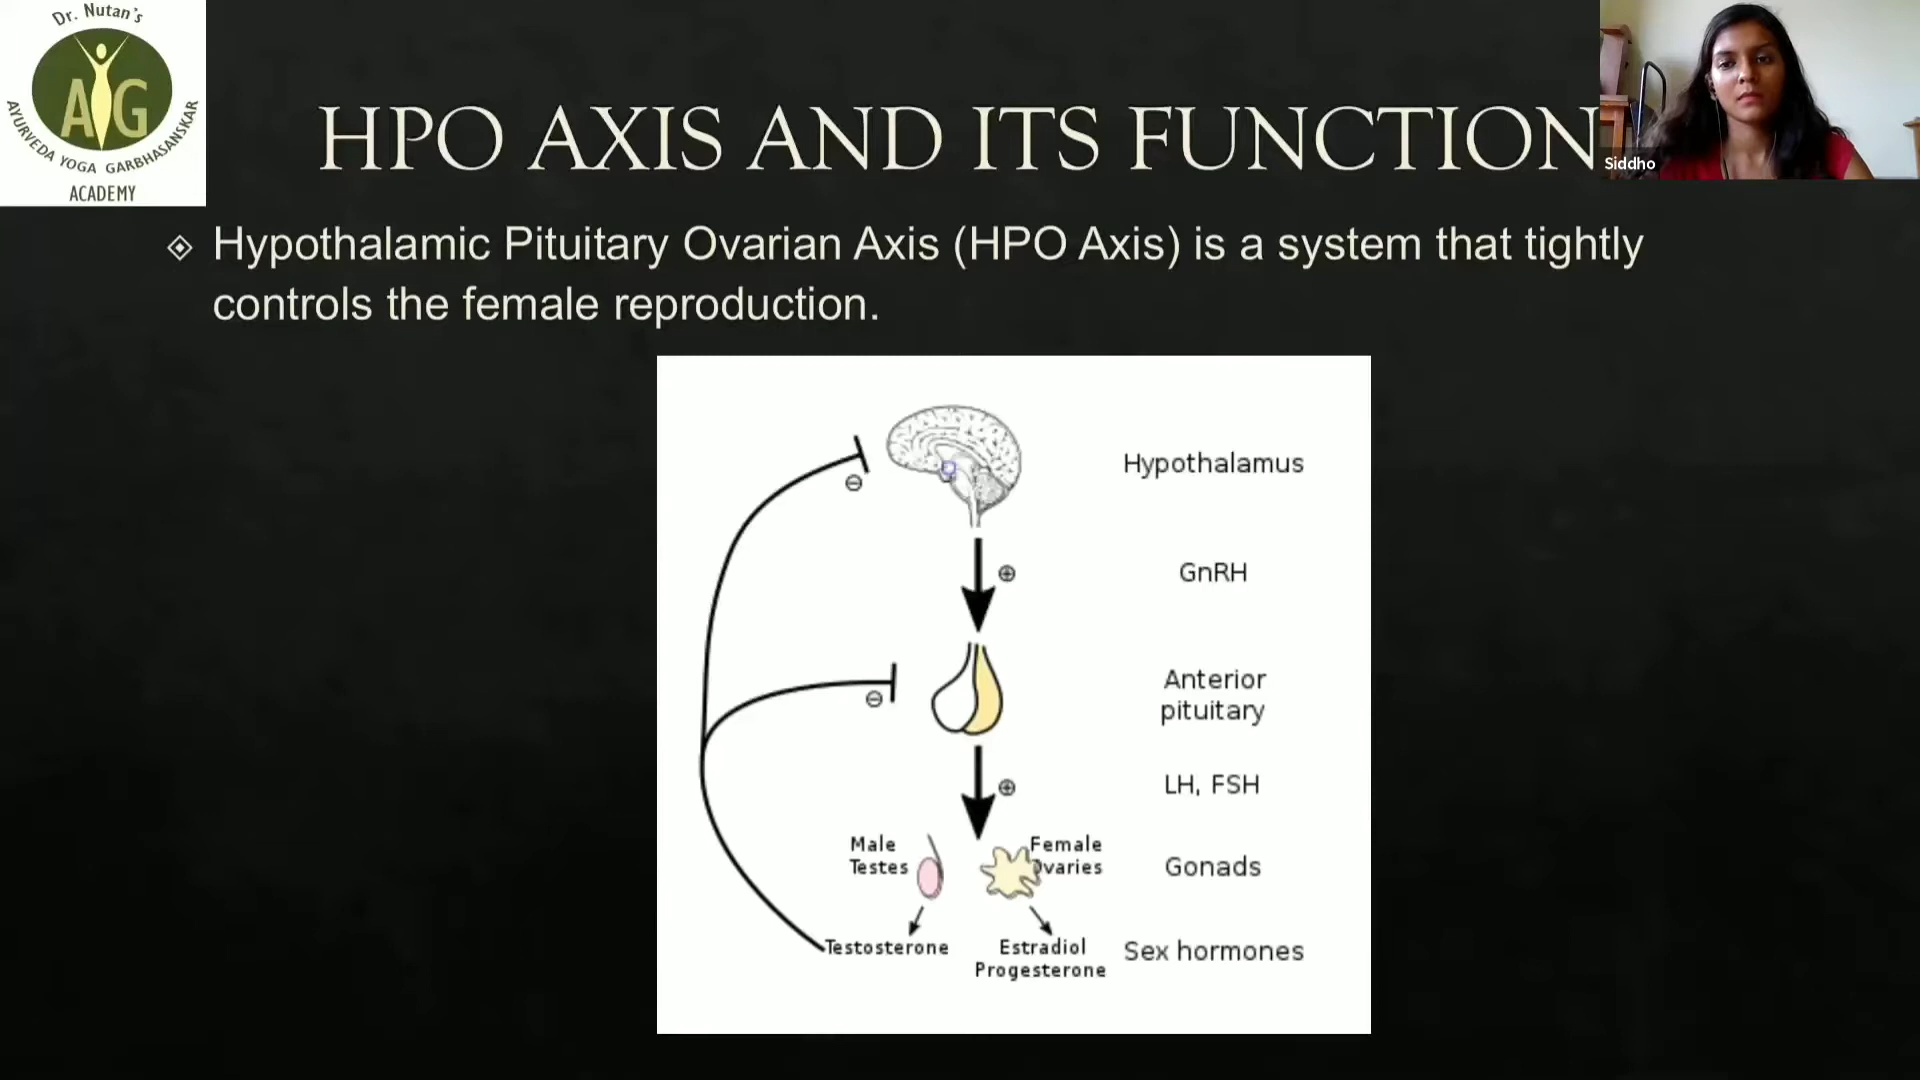 Dr. Nutan's
AYG
AYURVEDA YOGA GARBHASANSKAR
ACADEMY
HPO AXIS AND ITS FUNCTION
Siddho
Hypothalamic Pituitary Ovarian Axis (HPO Axis) is a system that tightly
controls the female reproduction.
Hypothalamus
GnRH
Anterior
pituitary
LH, FSH
Male
Testes
Female
Ovaries
Gonads
Testosterone
Estradiol
Progesterone
Sex hormones